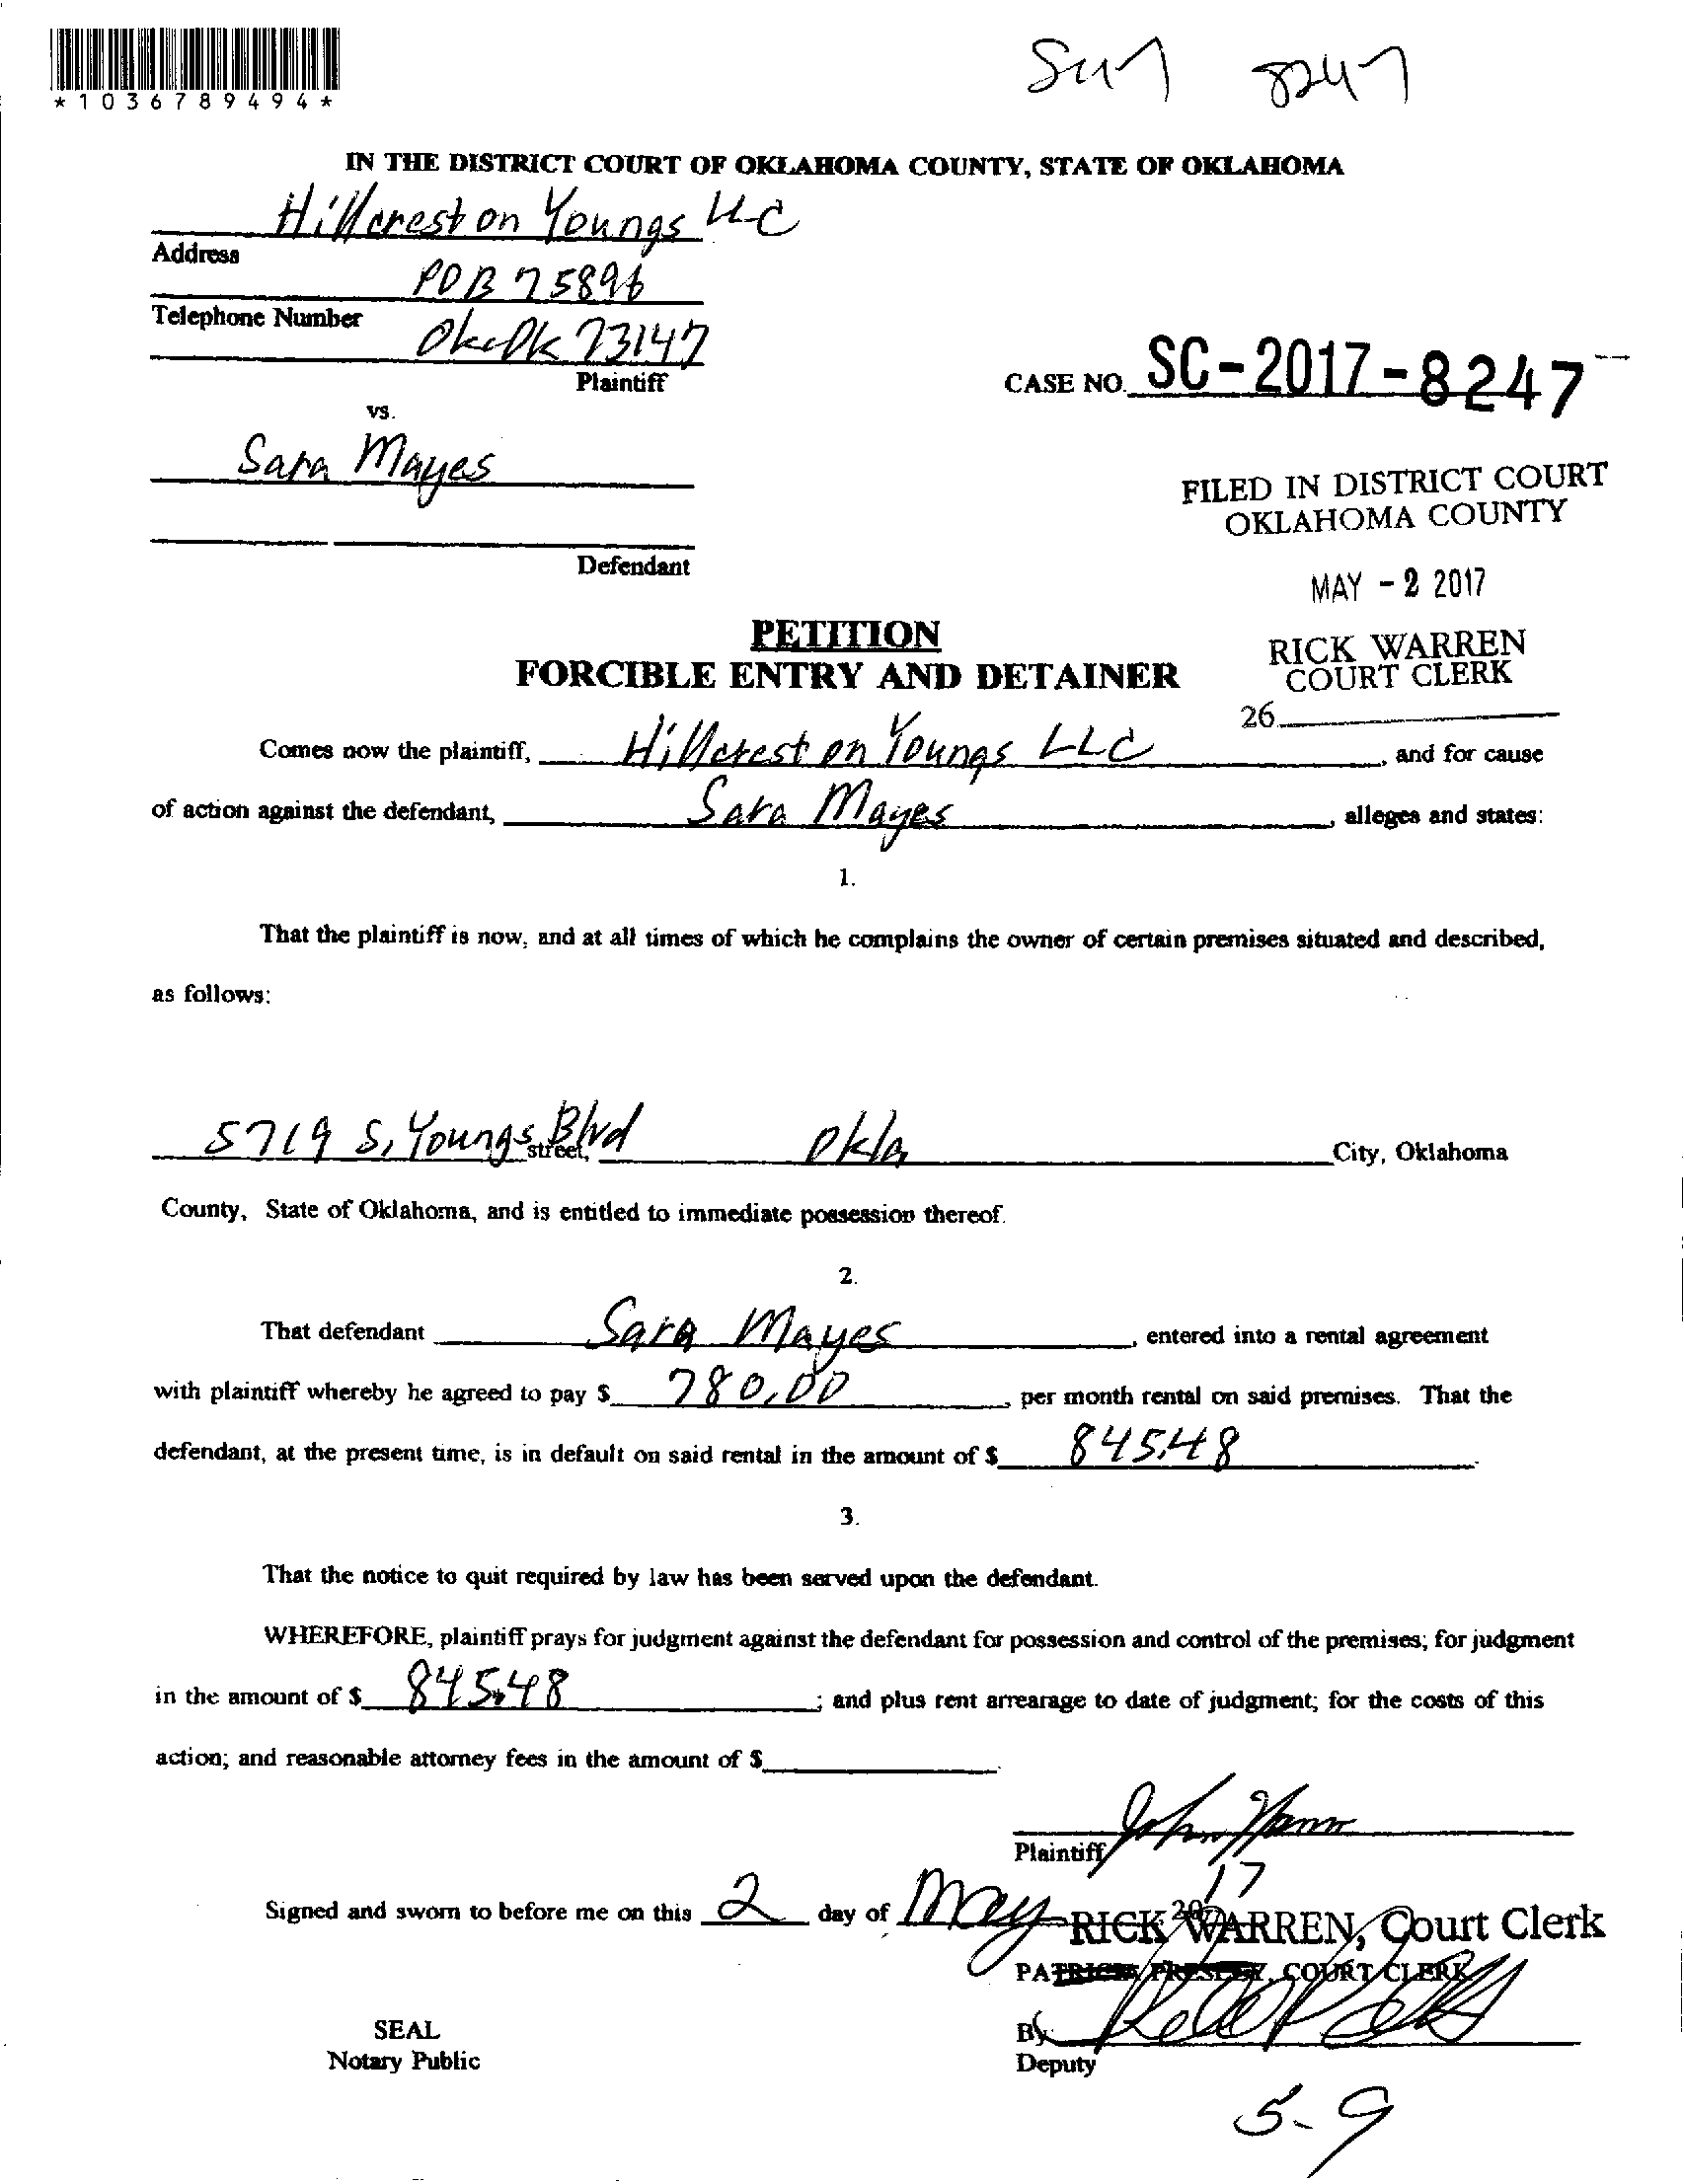 *1036789494*
8247
IN THE DISTRICT COURT OF OKLAHOMA COUNTY, STATE OF OKLAHOMA
Hillcrest on Youngs LLC
Address
POB 75896
Telephone Number
Okc Ok 73147
Plaintiff
CASE NO. SC-2017-8247
vs.
Sara Mayes
FILED IN DISTRICT COURT
OKLAHOMA COUNTY
Defendant
MAY - 2 2017
PETITION
FORCIBLE ENTRY AND DETAINER
RICK WARREN
COURT CLERK
26
Comes now the plaintiff, Hillcrest on Youngs LLC, and for cause
of action against the defendant, Sara Mayes, alleges and states:
1.
That the plaintiff is now, and at all times of which he complains the owner of certain premises situated and described,
as follows:
5719 S, Youngs Blvd street, Okla City, Oklahoma
County, State of Oklahoma, and is entitled to immediate possession thereof.
2.
That defendant Sara Mayes, entered into a rental agreement
with plaintiff whereby he agreed to pay $ 780.00, per month rental on said premises. That the
defendant, at the present time, is in default on said rental in the amount of $ 845.48.
3.
That the notice to quit required by law has been served upon the defendant.
WHEREFORE, plaintiff prays for judgment against the defendant for possession and control of the premises; for judgment
in the amount of $ 845.48; and plus rent arrearage to date of judgment; for the costs of this
action; and reasonable attorney fees in the amount of $.
Plaintiff
Signed and sworn to before me on this 2 day of May 2017
RICK WARREN, Court Clerk
PATRICIA PRESLEY, COURT CLERK
SEAL
Notary Public
By:
Deputy
5-9